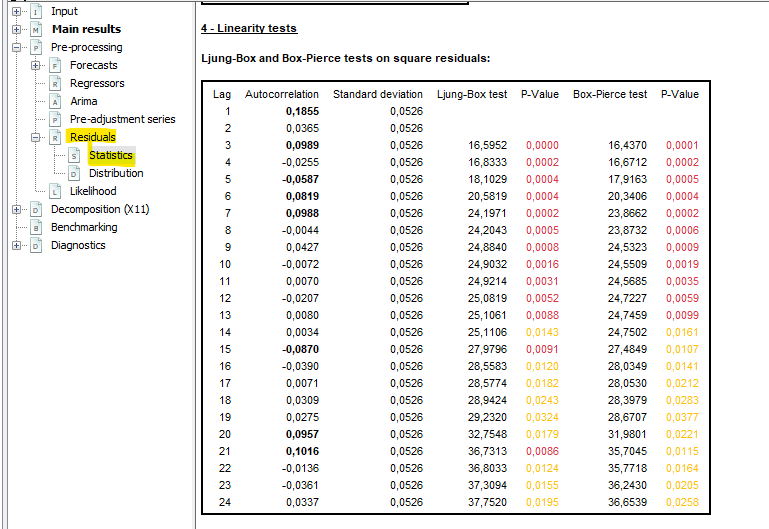 Input
Main results
Pre-processing
Forecasts
Regressors
Arima
Pre-adjustment series
Residuals
Statistics
Distribution
Likelihood
Decomposition (X11)
Benchmarking
Diagnostics
4 - Linearity tests
Ljung-Box and Box-Pierce tests on square residuals:
Lag Autocorrelation Standard deviation Ljung-Box test P-Value Box-Pierce test P-Value
1 0,1855 0,0526
2 0,0365 0,0526
3 0,0989 0,0526 16,5952 0,0000 16,4370 0,0001
4 -0,0255 0,0526 16,8333 0,0002 16,6712 0,0002
5 -0,0587 0,0526 18,1029 0,0004 17,9163 0,0005
6 0,0819 0,0526 20,5819 0,0004 20,3406 0,0004
7 0,0988 0,0526 24,1971 0,0002 23,8662 0,0002
8 -0,0044 0,0526 24,2043 0,0005 23,8732 0,0006
9 0,0427 0,0526 24,8840 0,0008 24,5323 0,0009
10 -0,0072 0,0526 24,9032 0,0016 24,5509 0,0019
11 0,0070 0,0526 24,9214 0,0031 24,5685 0,0035
12 -0,0207 0,0526 25,0819 0,0052 24,7227 0,0059
13 0,0080 0,0526 25,1061 0,0088 24,7459 0,0099
14 0,0034 0,0526 25,1106 0,0143 24,7502 0,0161
15 -0,0870 0,0526 27,9796 0,0091 27,4849 0,0107
16 -0,0390 0,0526 28,5583 0,0120 28,0349 0,0141
17 0,0071 0,0526 28,5774 0,0182 28,0530 0,0212
18 0,0309 0,0526 28,9424 0,0243 28,3979 0,0283
19 0,0275 0,0526 29,2320 0,0324 28,6707 0,0377
20 0,0957 0,0526 32,7548 0,0179 31,9801 0,0221
21 0,1016 0,0526 36,7313 0,0086 35,7045 0,0115
22 -0,0136 0,0526 36,8033 0,0124 35,7718 0,0164
23 -0,0361 0,0526 37,3094 0,0155 36,2430 0,0205
24 0,0337 0,0526 37,7520 0,0195 36,6539 0,0258